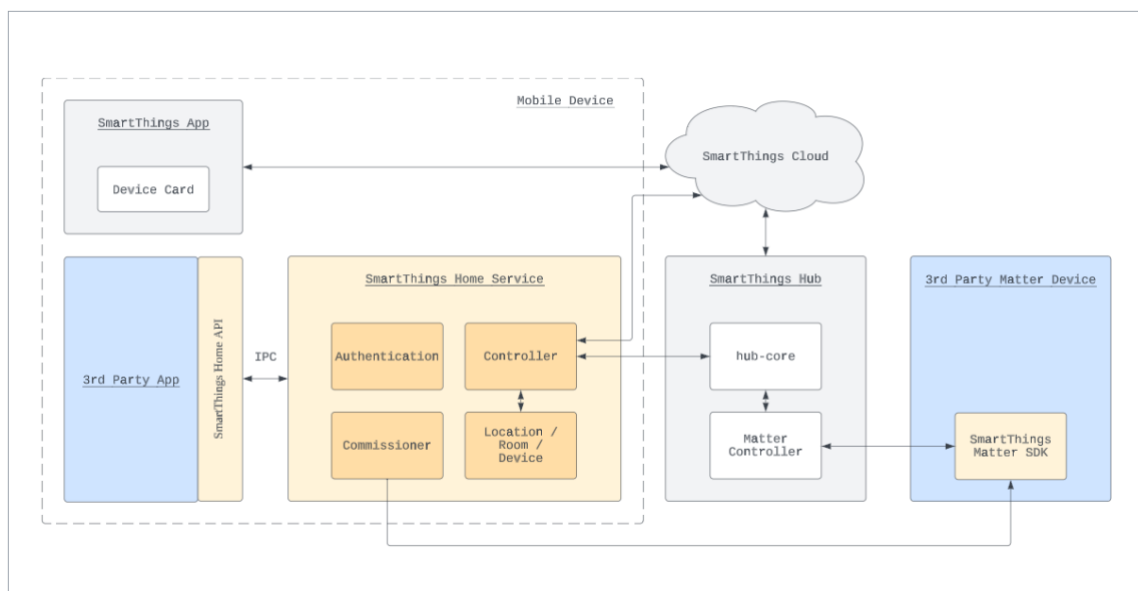 Mobile Device
SmartThings App
Device Card
SmartThings Cloud
3rd Party App
SmartThings Home API
IPC
SmartThings Home Service
Authentication
Controller
Commissioner
Location /
Room /
Device
SmartThings Hub
hub-core
Matter
Controller
3rd Party Matter Device
SmartThings
Matter SDK